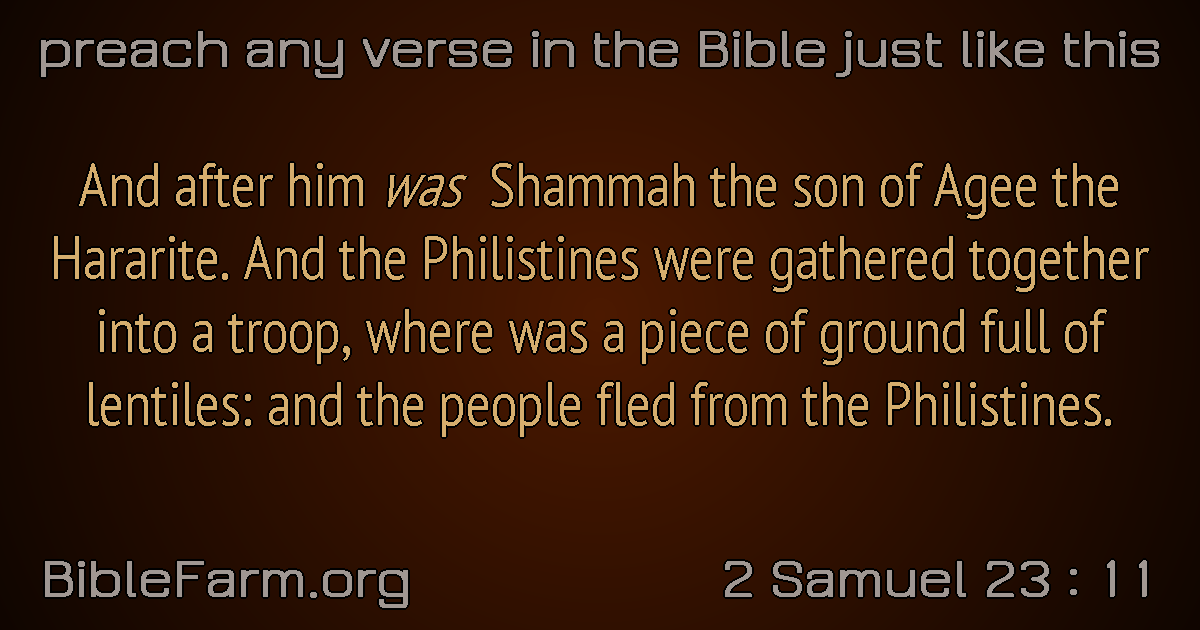 preach any verse in the Bible just like this
And after him was Shammah the son of Agee the
Hararite. And the Philistines were gathered together
into a troop, where was a piece of ground full of
lentiles: and the people fled from the Philistines.
BibleFarm.org
2 Samuel 23 : 11